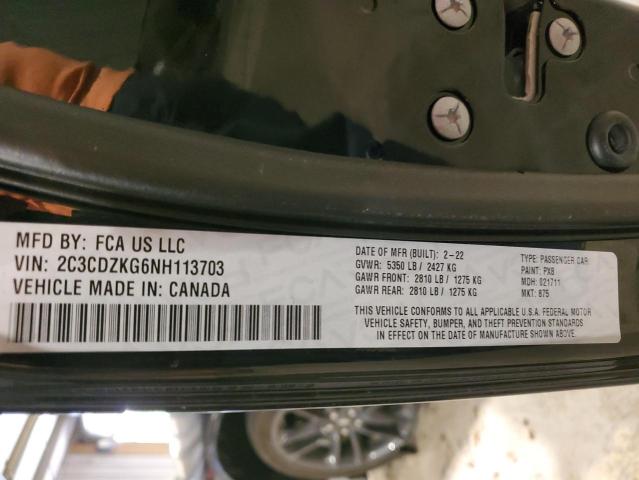 MFD BY: FCA US LLC
VIN: 2C3CDZKG6NH113703
VEHICLE MADE IN: CANADA
DATE OF MFR (BUILT): 2-22
GVWR: 5350 LB / 2427 KG
GAWR FRONT: 2810 LB / 1275 KG
GAWR REAR: 2810 LB / 1275 KG
TYPE: PASSENGER CAR
PAINT: PX8
MDH: 021711
MKT: 875
THIS VEHICLE CONFORMS TO ALL APPLICABLE U.S.A. FEDERAL MOTOR
VEHICLE SAFETY, BUMPER, AND THEFT PREVENTION STANDARDS
IN EFFECT ON THE DATE OF MANUFACTURE SHOWN ABOVE.